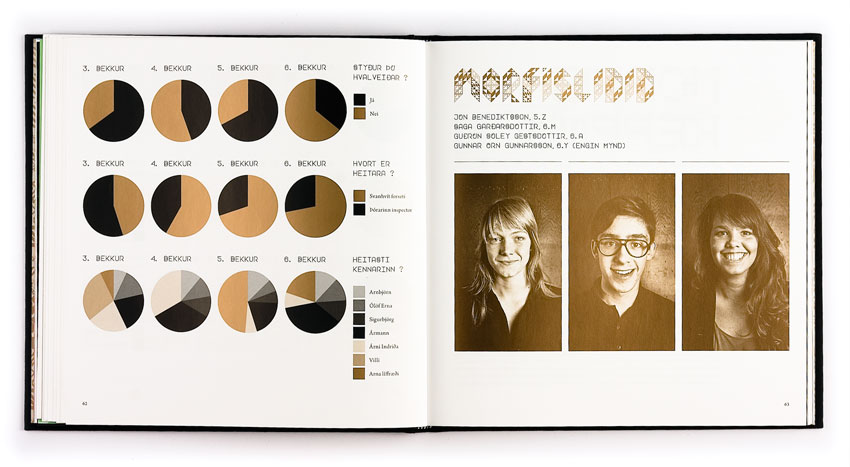 3. BEKKUR 4. BEKKUR 5. BEKKUR 6. BEKKUR
STYÐUR ÞÚ
HVALVEIÐAR ?
Já
Nei
3. BEKKUR 4. BEKKUR 5. BEKKUR 6. BEKKUR
HVORT ER
HEITARA ?
Svanhvít forseti
Þórarinn inspector
3. BEKKUR 4. BEKKUR 5. BEKKUR 6. BEKKUR
HEITASTI
KENNARINN ?
Arnbjörn
Ólöf Erna
Sigurbjörg
Ármann
Árni Indriða
Villi
Arna líffræði
62
MORFÍSLIÐIÐ
JÓN BENEDIKTSSON, 5.Z
SAGA GARÐARSDÓTTIR, 6.M
GUÐRÚN SÓLEY GESTSDÓTTIR, 6.A
GUNNAR ÖRN GUNNARSSON, 6.Y (ENGIN MYND)
63